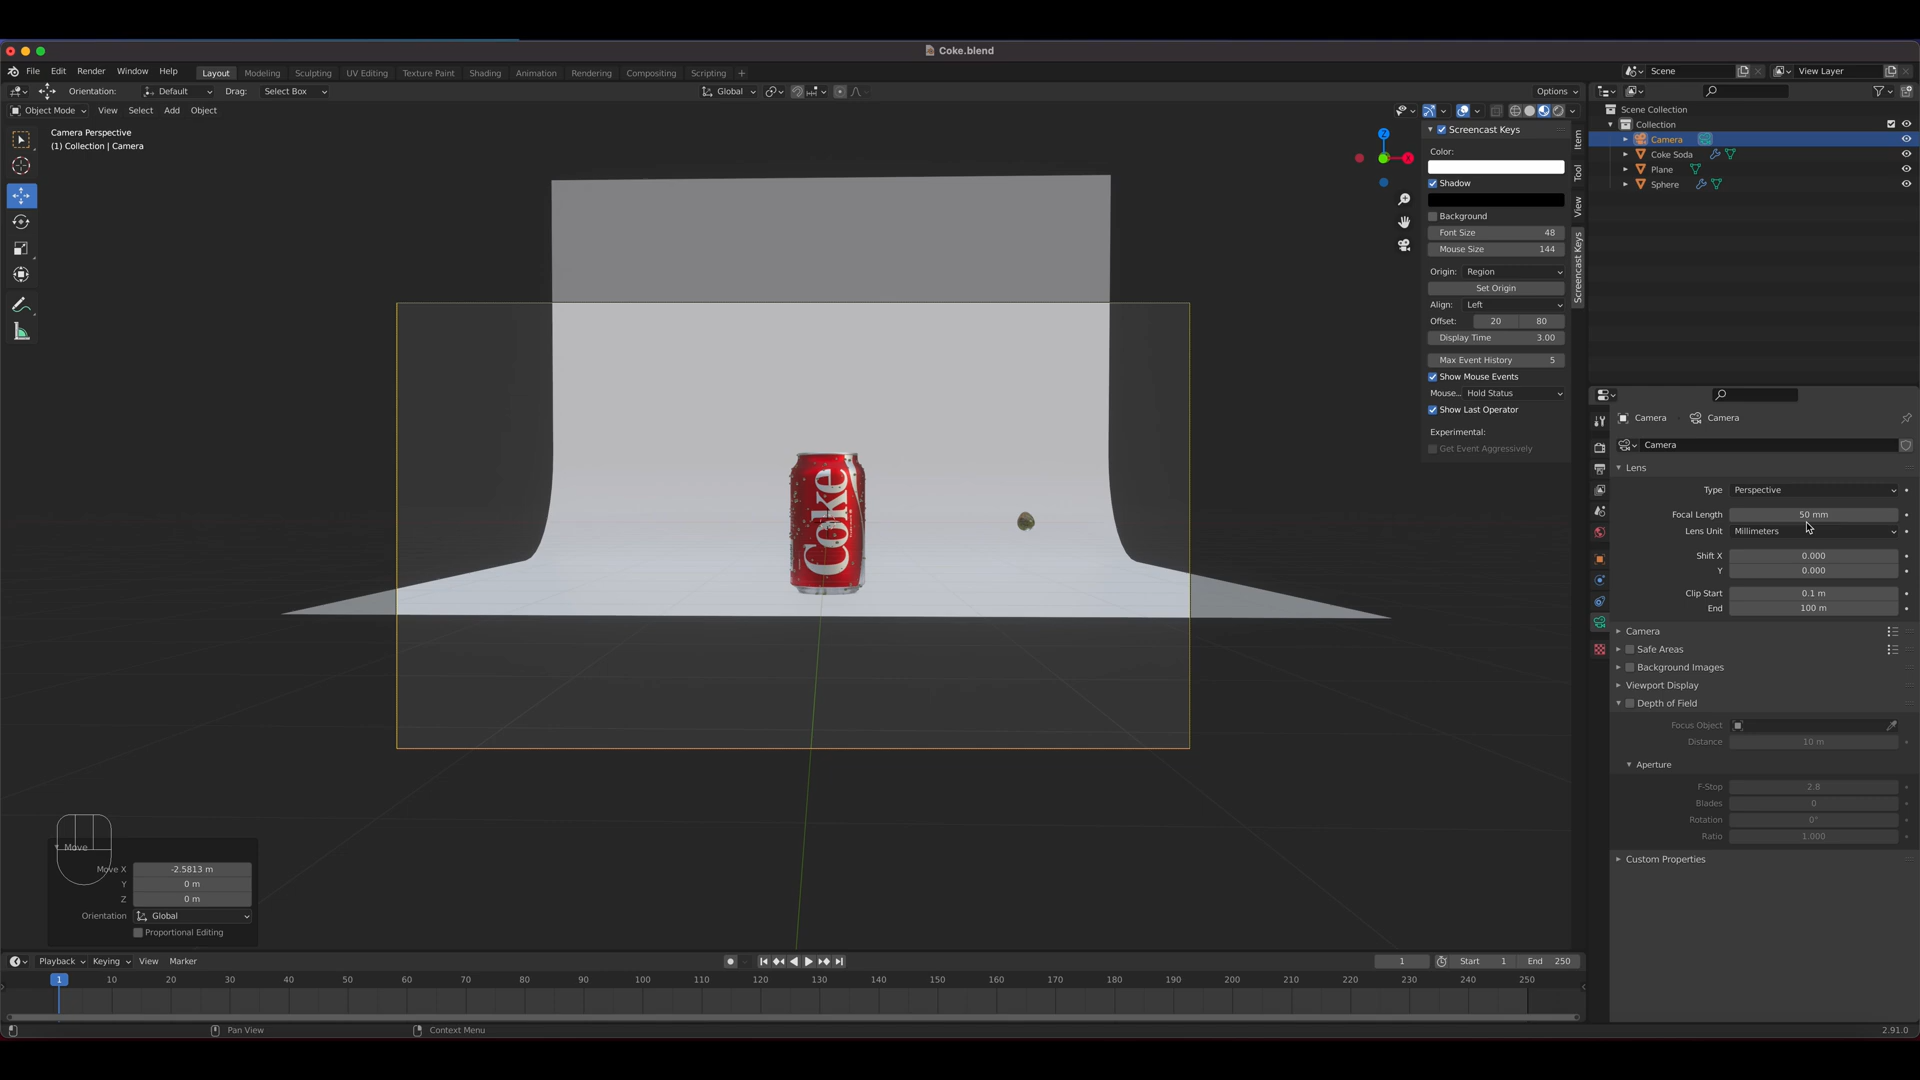 Coke.blend
File Edit Render Window Help Layout Modeling Sculpting UV Editing Texture Paint Shading Animation Rendering Compositing Scripting +
Scene View Layer
Orientation: Default Drag: Select Box Global Options
Object Mode View Select Add Object
Camera Perspective
(1) Collection | Camera
Z
X
Screencast Keys
Color:
Shadow
Background
Font Size 48
Mouse Size 144
Origin: Region
Set Origin
Align: Left
Offset: 20 80
Display Time 3.00
Max Event History 5
Show Mouse Events
Mouse... Hold Status
Show Last Operator
Experimental:
Get Event Aggressively
Item
Tool
View
Screencast Keys
Scene Collection
Collection
Camera
Coke Soda
Plane
Sphere
Camera Camera
Camera
Lens
Type Perspective
Focal Length 50 mm
Lens Unit Millimeters
Shift X 0.000
Y 0.000
Clip Start 0.1 m
End 100 m
Camera
Safe Areas
Background Images
Viewport Display
Depth of Field
Focus Object
Distance 10 m
Aperture
F-Stop 2.8
Blades 0
Rotation 0°
Ratio 1.000
Custom Properties
Coke
Move
Move X -2.5813 m
Y 0 m
Z 0 m
Orientation Global
Proportional Editing
Playback Keying View Marker 1 Start 1 End 250
1 10 20 30 40 50 60 70 80 90 100 110 120 130 140 150 160 170 180 190 200 210 220 230 240 250
Pan View Context Menu 2.91.0